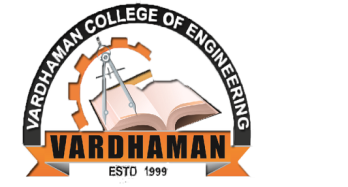 VARDHAMAN COLLEGE OF ENGINEERING
VARDHAMAN
ESTD 1999